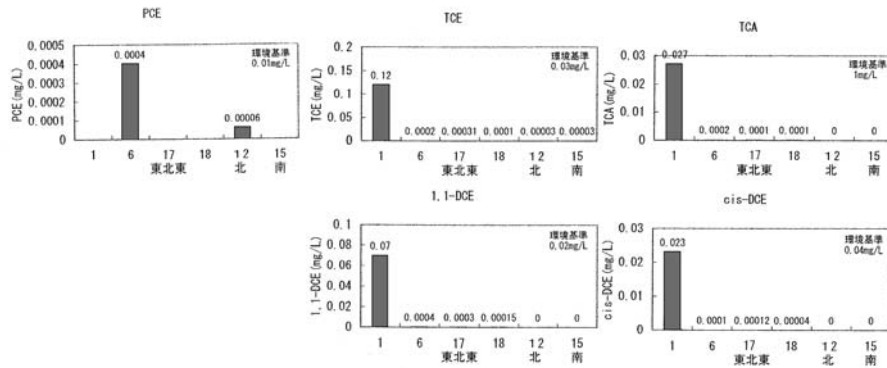 PCE
PCE(mg/L)
0.0005
0.0004
0.0003
0.0002
0.0001
0
0.0004
0.00006
環境基準
0.01mg/L
1 6 17 18 12 15
東北東 北 南
TCE
TCE(mg/L)
0.2
0.15
0.1
0.05
0
0.12 0.0002 0.00031 0.0001 0.00003 0.00003
環境基準
0.03mg/L
1 6 17 18 12 15
東北東 北 南
TCA
TCA(mg/L)
0.03
0.02
0.01
0
0.027 0.0002 0.0001 0.0001 0 0
環境基準
1mg/L
1 6 17 18 12 15
東北東 北 南
1,1-DCE
1,1-DCE(mg/L)
0.1
0.08
0.06
0.04
0.02
0
0.07 0.0004 0.0003 0.00015 0 0
環境基準
0.02mg/L
1 6 17 18 12 15
東北東 北 南
cis-DCE
cis-DCE(mg/L)
0.03
0.02
0.01
0
0.023 0.0001 0.00012 0.00004 0 0
環境基準
0.04mg/L
1 6 17 18 12 15
東北東 北 南